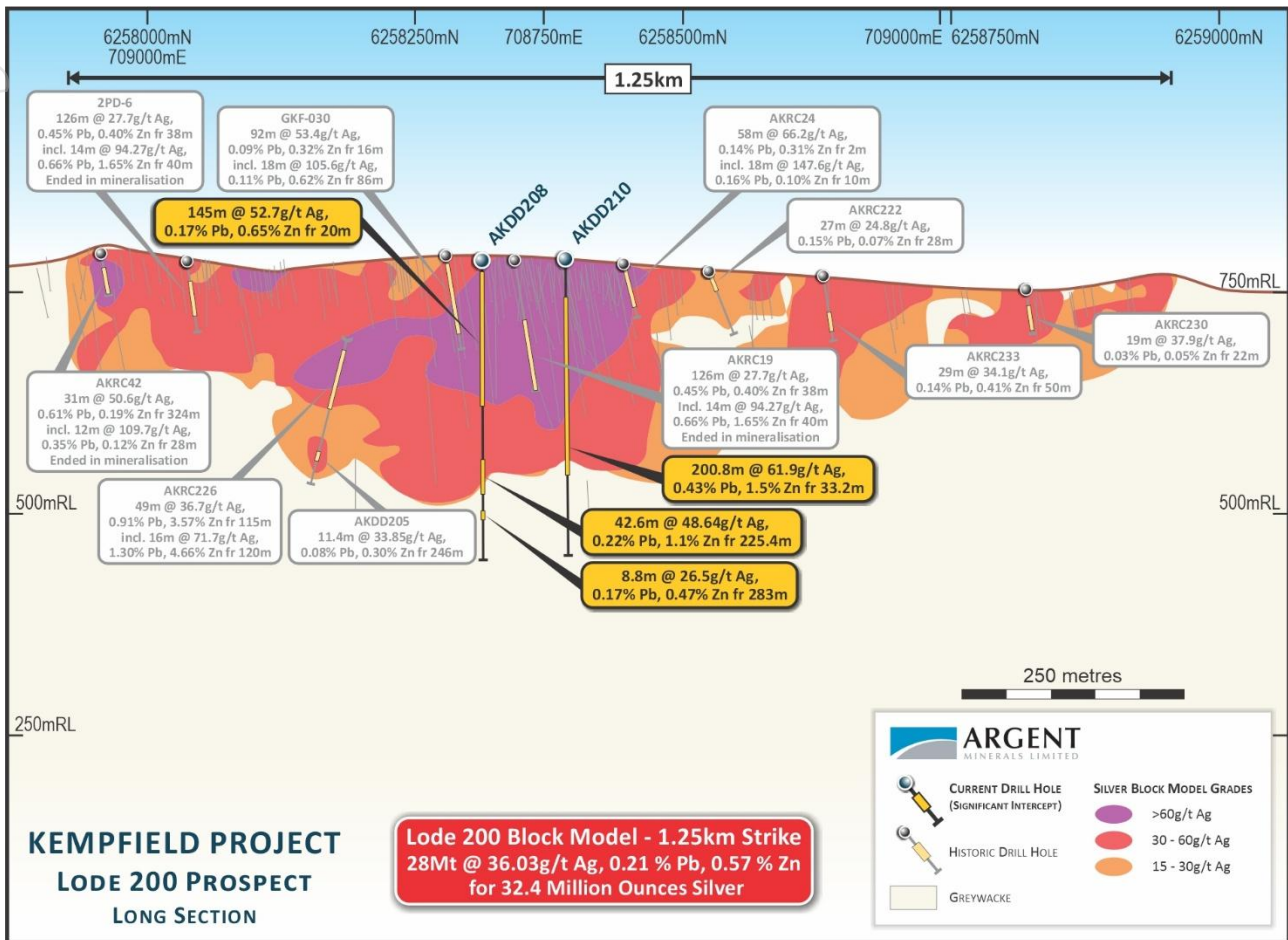 6258000mN
709000mE
6258250mN
708750mE
6258500mN
709000mE
6258750mN
6259000mN
1.25km
2PD-6
126m @ 27.7g/t Ag,
0.45% Pb, 0.40% Zn fr 38m
incl. 14m @ 94.27g/t Ag,
0.66% Pb, 1.65% Zn fr 40m
Ended in mineralisation
GKF-030
92m @ 53.4g/t Ag,
0.09% Pb, 0.32% Zn fr 16m
incl. 18m @ 105.6g/t Ag,
0.11% Pb, 0.62% Zn fr 86m
AKRC24
58m @ 66.2g/t Ag,
0.14% Pb, 0.31% Zn fr 2m
incl. 18m @ 147.6g/t Ag,
0.16% Pb, 0.10% Zn fr 10m
145m @ 52.7g/t Ag,
0.17% Pb, 0.65% Zn fr 20m
AKDD208
AKDD210
AKRC222
27m @ 24.8g/t Ag,
0.15% Pb, 0.07% Zn fr 28m
750mRL
AKRC42
31m @ 50.6g/t Ag,
0.61% Pb, 0.19% Zn fr 324m
incl. 12m @ 109.7g/t Ag,
0.35% Pb, 0.12% Zn fr 28m
Ended in mineralisation
AKRC19
126m @ 27.7g/t Ag,
0.45% Pb, 0.40% Zn fr 38m
Incl. 14m @ 94.27g/t Ag,
0.66% Pb, 1.65% Zn fr 40m
Ended in mineralisation
AKRC233
29m @ 34.1g/t Ag,
0.14% Pb, 0.41% Zn fr 50m
AKRC230
19m @ 37.9g/t Ag,
0.03% Pb, 0.05% Zn fr 22m
AKRC226
49m @ 36.7g/t Ag,
0.91% Pb, 3.57% Zn fr 115m
incl. 16m @ 71.7g/t Ag,
1.30% Pb, 4.66% Zn fr 120m
AKDD205
11.4m @ 33.85g/t Ag,
0.08% Pb, 0.30% Zn fr 246m
200.8m @ 61.9g/t Ag,
0.43% Pb, 1.5% Zn fr 33.2m
42.6m @ 48.64g/t Ag,
0.22% Pb, 1.1% Zn fr 225.4m
8.8m @ 26.5g/t Ag,
0.17% Pb, 0.47% Zn fr 283m
500mRL
500mRL
250mRL
250 metres
KEMPFIELD PROJECT
LODE 200 PROSPECT
LONG SECTION
Lode 200 Block Model - 1.25km Strike
28Mt @ 36.03g/t Ag, 0.21 % Pb, 0.57 % Zn
for 32.4 Million Ounces Silver
ARGENT
MINERALS LIMITED
CURRENT DRILL HOLE
(SIGNIFICANT INTERCEPT)
HISTORIC DRILL HOLE
GREYWACKE
SILVER BLOCK MODEL GRADES
>60g/t Ag
30 - 60g/t Ag
15 - 30g/t Ag